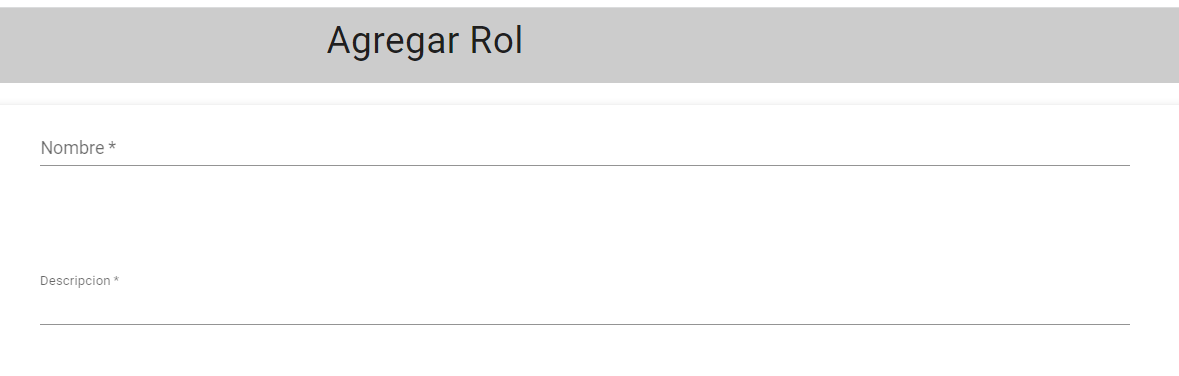 Agregar Rol
Nombre *
Descripcion *